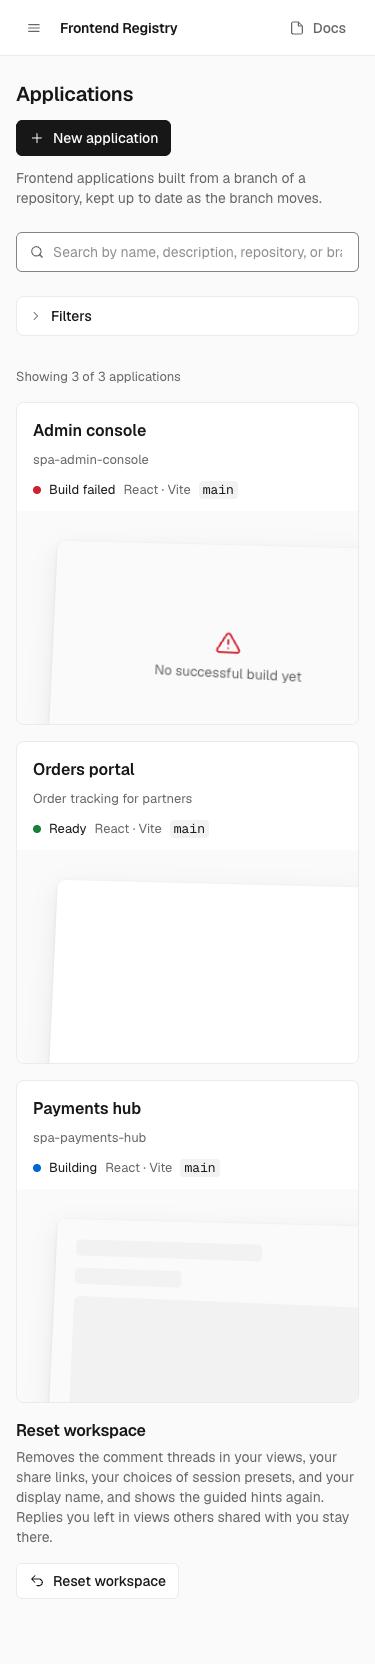 Frontend Registry
Docs
Applications
New application
Frontend applications built from a branch of a
repository, kept up to date as the branch moves.
Search by name, description, repository, or bra
Filters
Showing 3 of 3 applications
Admin console
spa-admin-console
Build failed React · Vite main
No successful build yet
Orders portal
Order tracking for partners
Ready React · Vite main
Payments hub
spa-payments-hub
Building React · Vite main
Reset workspace
Removes the comment threads in your views, your
share links, your choices of session presets, and your
display name, and shows the guided hints again.
Replies you left in views others shared with you stay
there.
Reset workspace